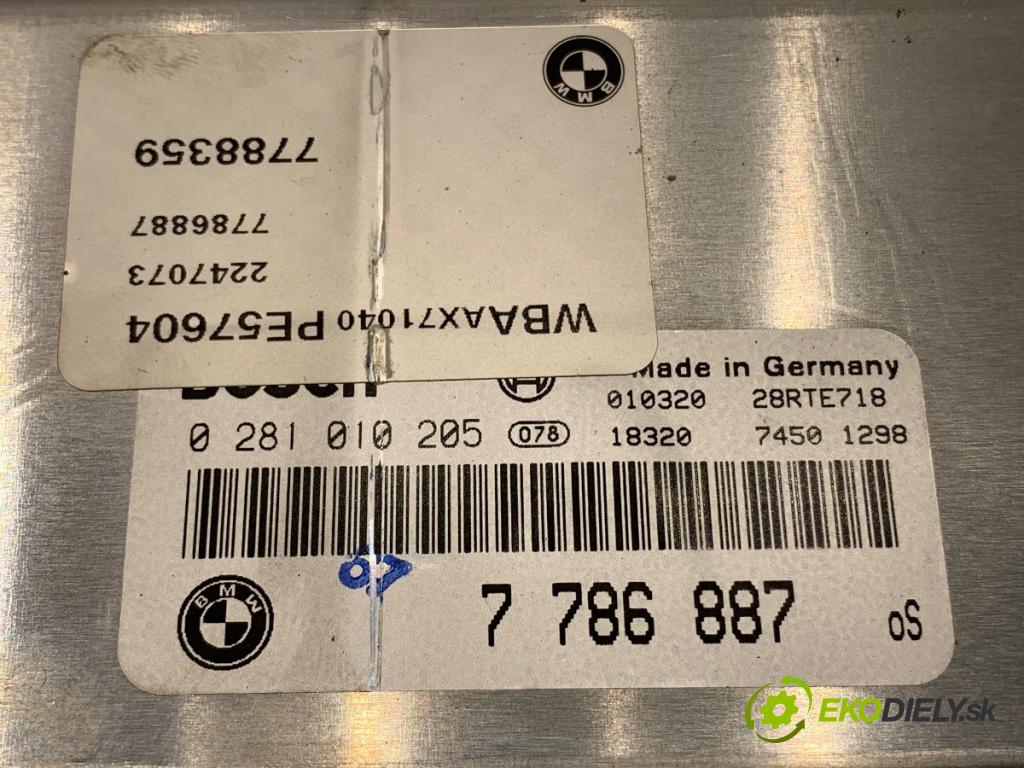 BMW
7788359
7786887
2247073
WBAAX71040 PE57604
Made in Germany
010320 28RTE718
0 281 010 205 078 18320 7450 1298
BMW
7 786 887 oS
EKODIELY.sk